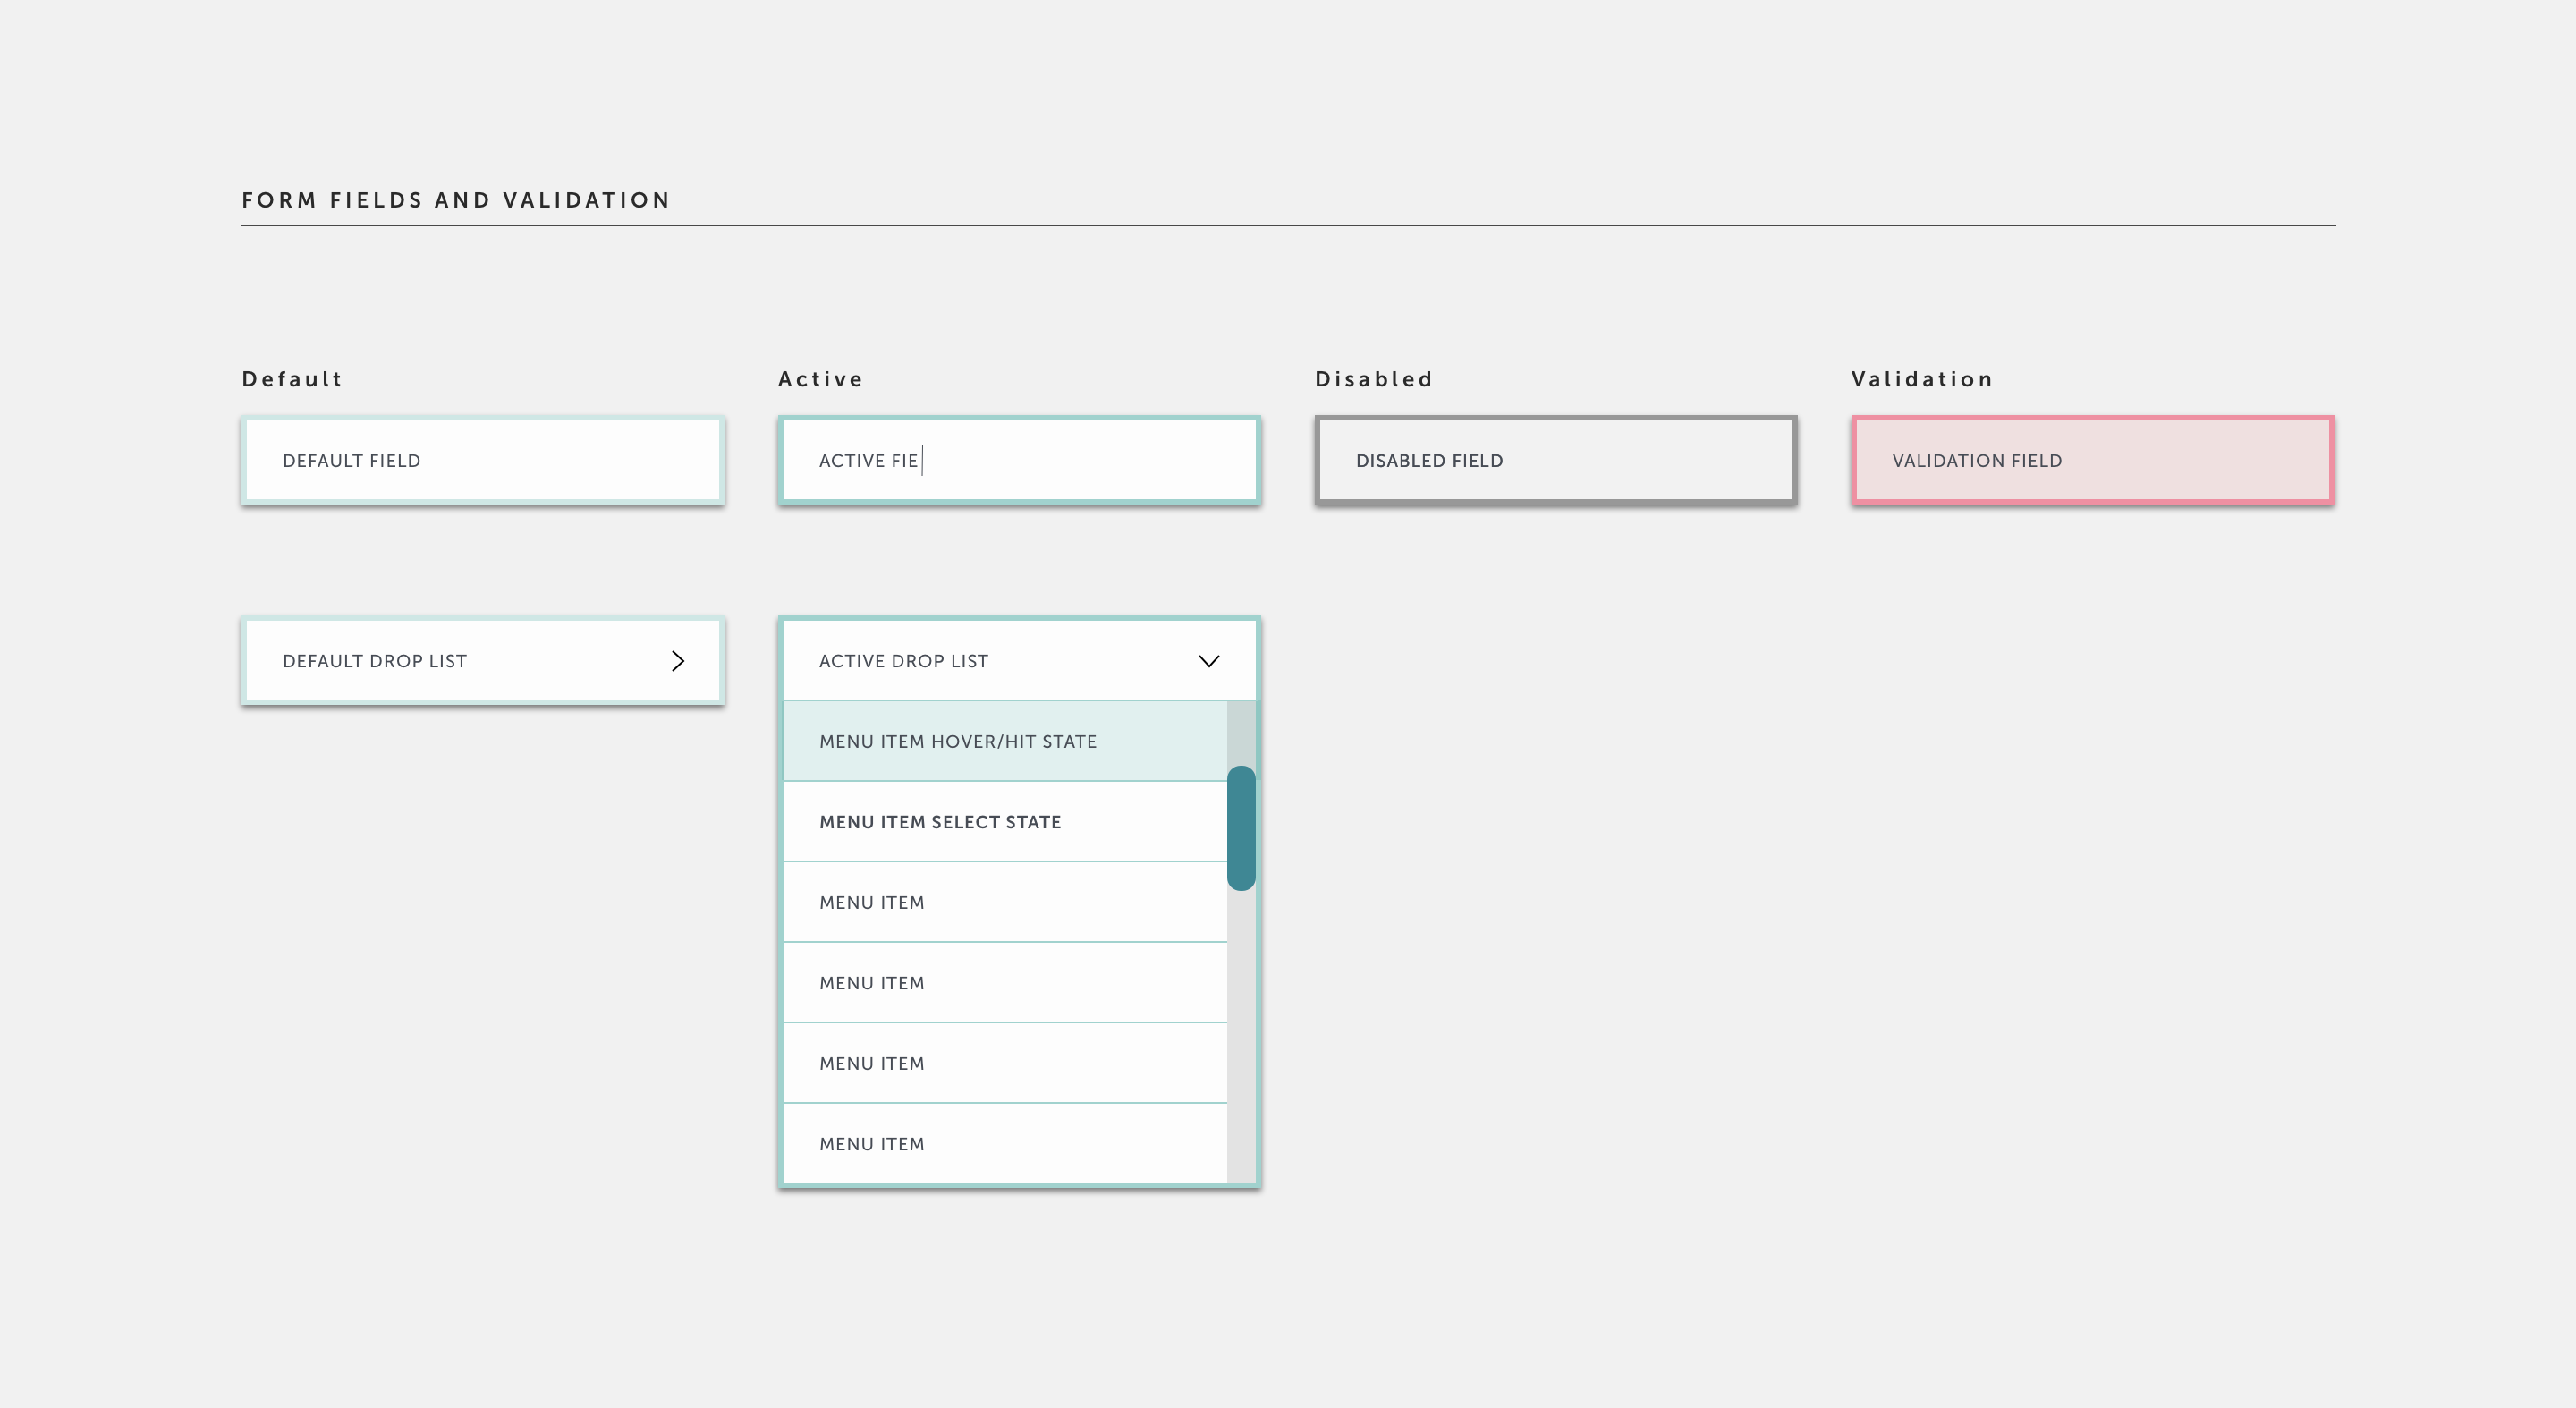 FORM FIELDS AND VALIDATION
Default
Active
Disabled
Validation
DEFAULT FIELD
ACTIVE FIE
DISABLED FIELD
VALIDATION FIELD
DEFAULT DROP LIST
ACTIVE DROP LIST
MENU ITEM HOVER/HIT STATE
MENU ITEM SELECT STATE
MENU ITEM
MENU ITEM
MENU ITEM
MENU ITEM